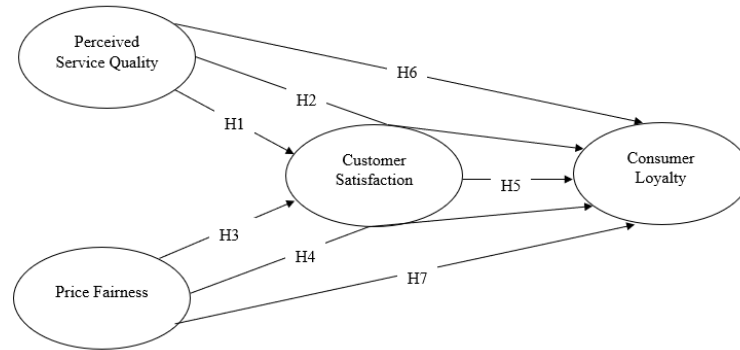 Perceived
Service Quality
H6
H2
H1
Customer
Satisfaction
Consumer
Loyalty
H5
H3
H4
H7
Price Fairness